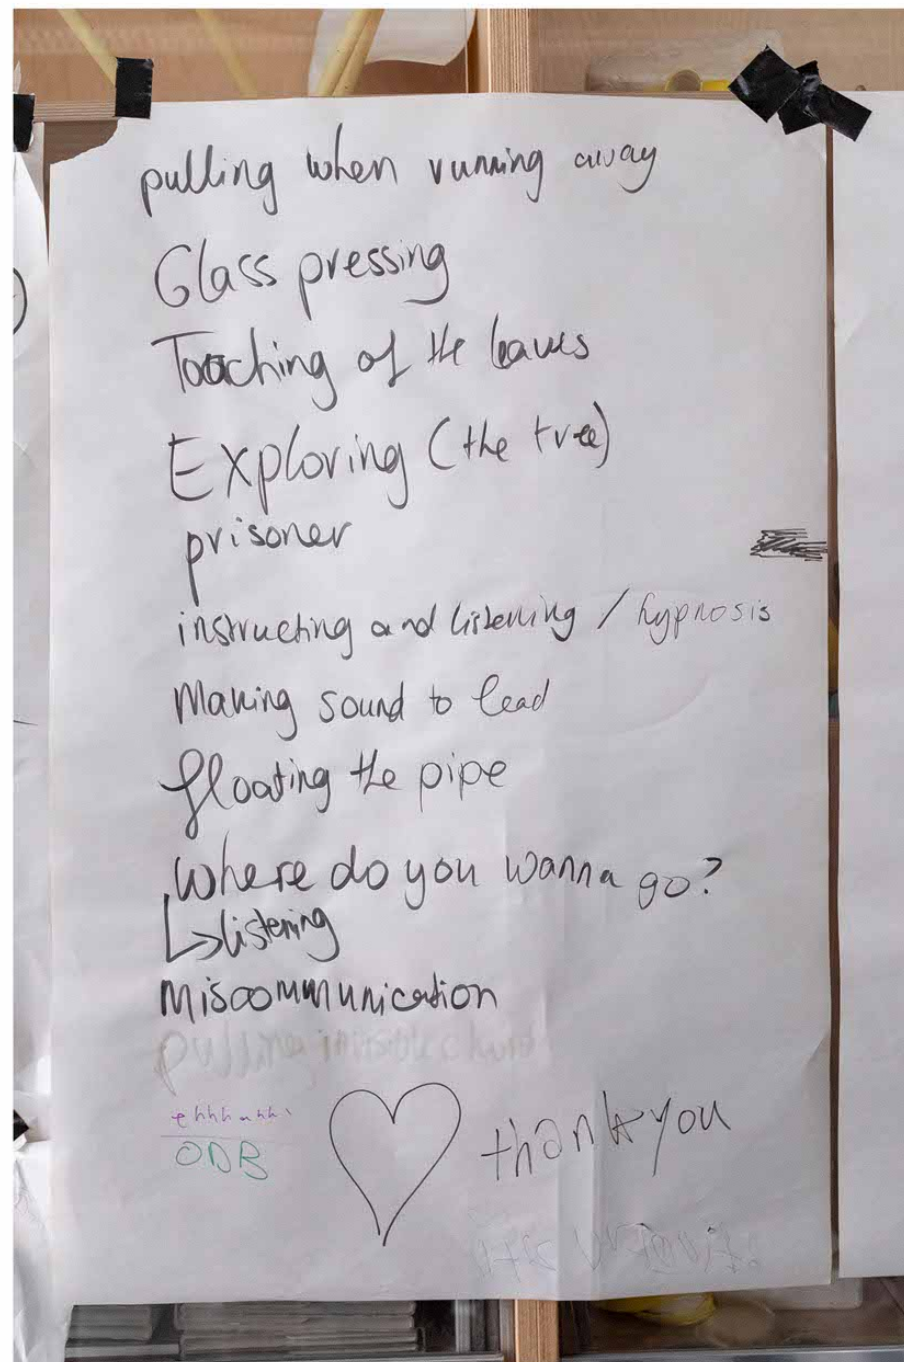 pulling when running away
Glass pressing
Touching of the leaves
Exploring (the tree)
prisoner
instructing and listening / hypnosis
Making sound to lead
floating the pipe
Where do you wanna go?
↳ listening
Miscommunication
pulling
ODB
thank you